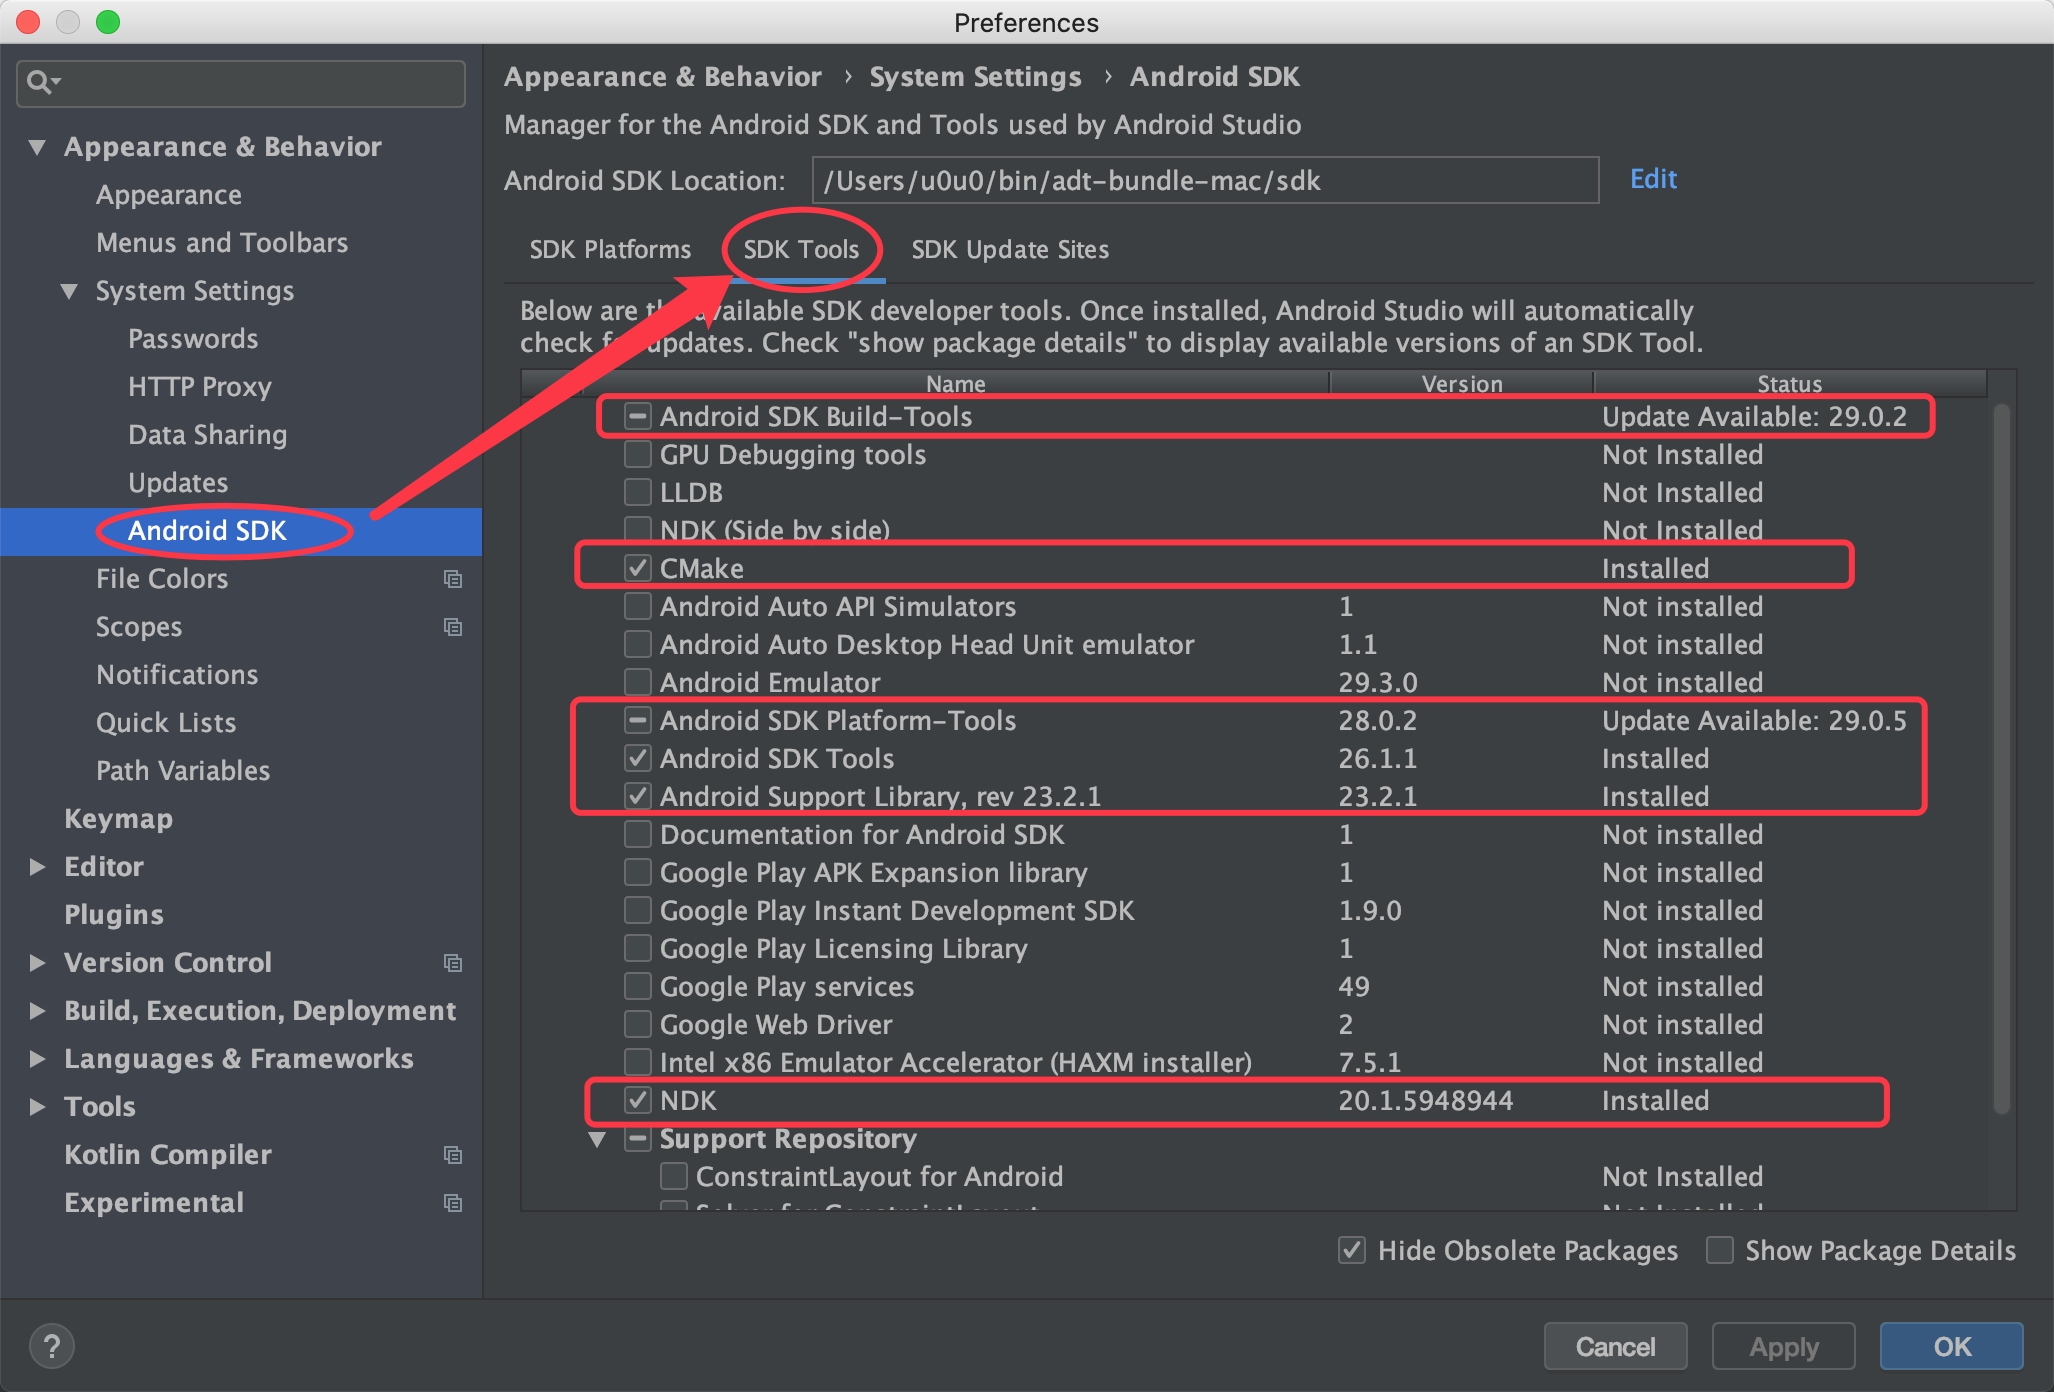 Preferences
Appearance & Behavior
Appearance
Menus and Toolbars
System Settings
Passwords
HTTP Proxy
Data Sharing
Updates
Android SDK
File Colors
Scopes
Notifications
Quick Lists
Path Variables
Keymap
Editor
Plugins
Version Control
Build, Execution, Deployment
Languages & Frameworks
Tools
Kotlin Compiler
Experimental
Appearance & Behavior › System Settings › Android SDK
Manager for the Android SDK and Tools used by Android Studio
Android SDK Location: /Users/u0u0/bin/adt-bundle-mac/sdk Edit
SDK Platforms SDK Tools SDK Update Sites
Below are the available SDK developer tools. Once installed, Android Studio will automatically
check for updates. Check "show package details" to display available versions of an SDK Tool.
Name Version Status
Android SDK Build-Tools Update Available: 29.0.2
GPU Debugging tools Not Installed
LLDB Not Installed
NDK (Side by side) Not Installed
CMake Installed
Android Auto API Simulators 1 Not installed
Android Auto Desktop Head Unit emulator 1.1 Not installed
Android Emulator 29.3.0 Not installed
Android SDK Platform-Tools 28.0.2 Update Available: 29.0.5
Android SDK Tools 26.1.1 Installed
Android Support Library, rev 23.2.1 23.2.1 Installed
Documentation for Android SDK 1 Not installed
Google Play APK Expansion library 1 Not installed
Google Play Instant Development SDK 1.9.0 Not installed
Google Play Licensing Library 1 Not installed
Google Play services 49 Not installed
Google Web Driver 2 Not installed
Intel x86 Emulator Accelerator (HAXM installer) 7.5.1 Not installed
NDK 20.1.5948944 Installed
Support Repository
ConstraintLayout for Android Not Installed
Solver for ConstraintLayout Not Installed
Hide Obsolete Packages Show Package Details
? Cancel Apply OK